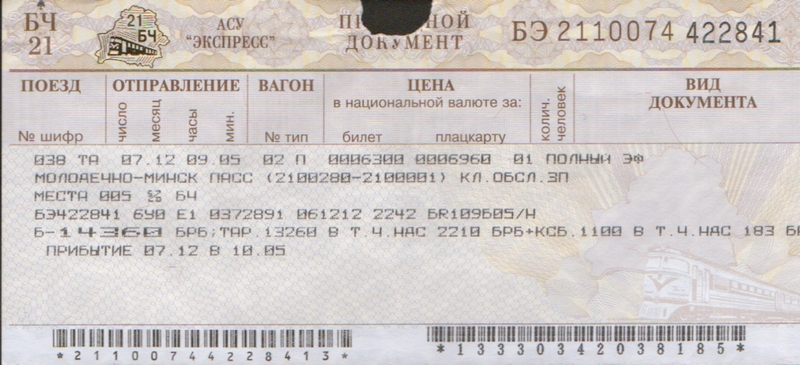 БЧ 21
21 БЧ
АСУ "ЭКСПРЕСС"
ДОКУМЕНТ
БЭ 2110074 422841
ПОЕЗД ОТПРАВЛЕНИЕ ВАГОН ЦЕНА ВИД ДОКУМЕНТА
в национальной валюте за:
№ шифр число месяц часы мин. № тип билет плацкарту колич. человек
038 ТА 07.12 09.05 02 П 0006300 0006960 01 ПОЛНЫЙ ЭФ
МОЛОДЕЧНО-МИНСК ПАСС (2100280-2100001) КЛ.ОБСЛ.3П
МЕСТА 005 БЧ
БЭ422841 6У0 Е1 0372891 061212 2242 БR109605/Н
Б-14360 БРБ;ТАР.13260 В Т.Ч.НАС 2210 БРБ+КСБ.1100 В Т.Ч.НАС 183 БР
ПРИБЫТИЕ 07.12 В 10.05
*2110074422841З*
*1333034203818 5*